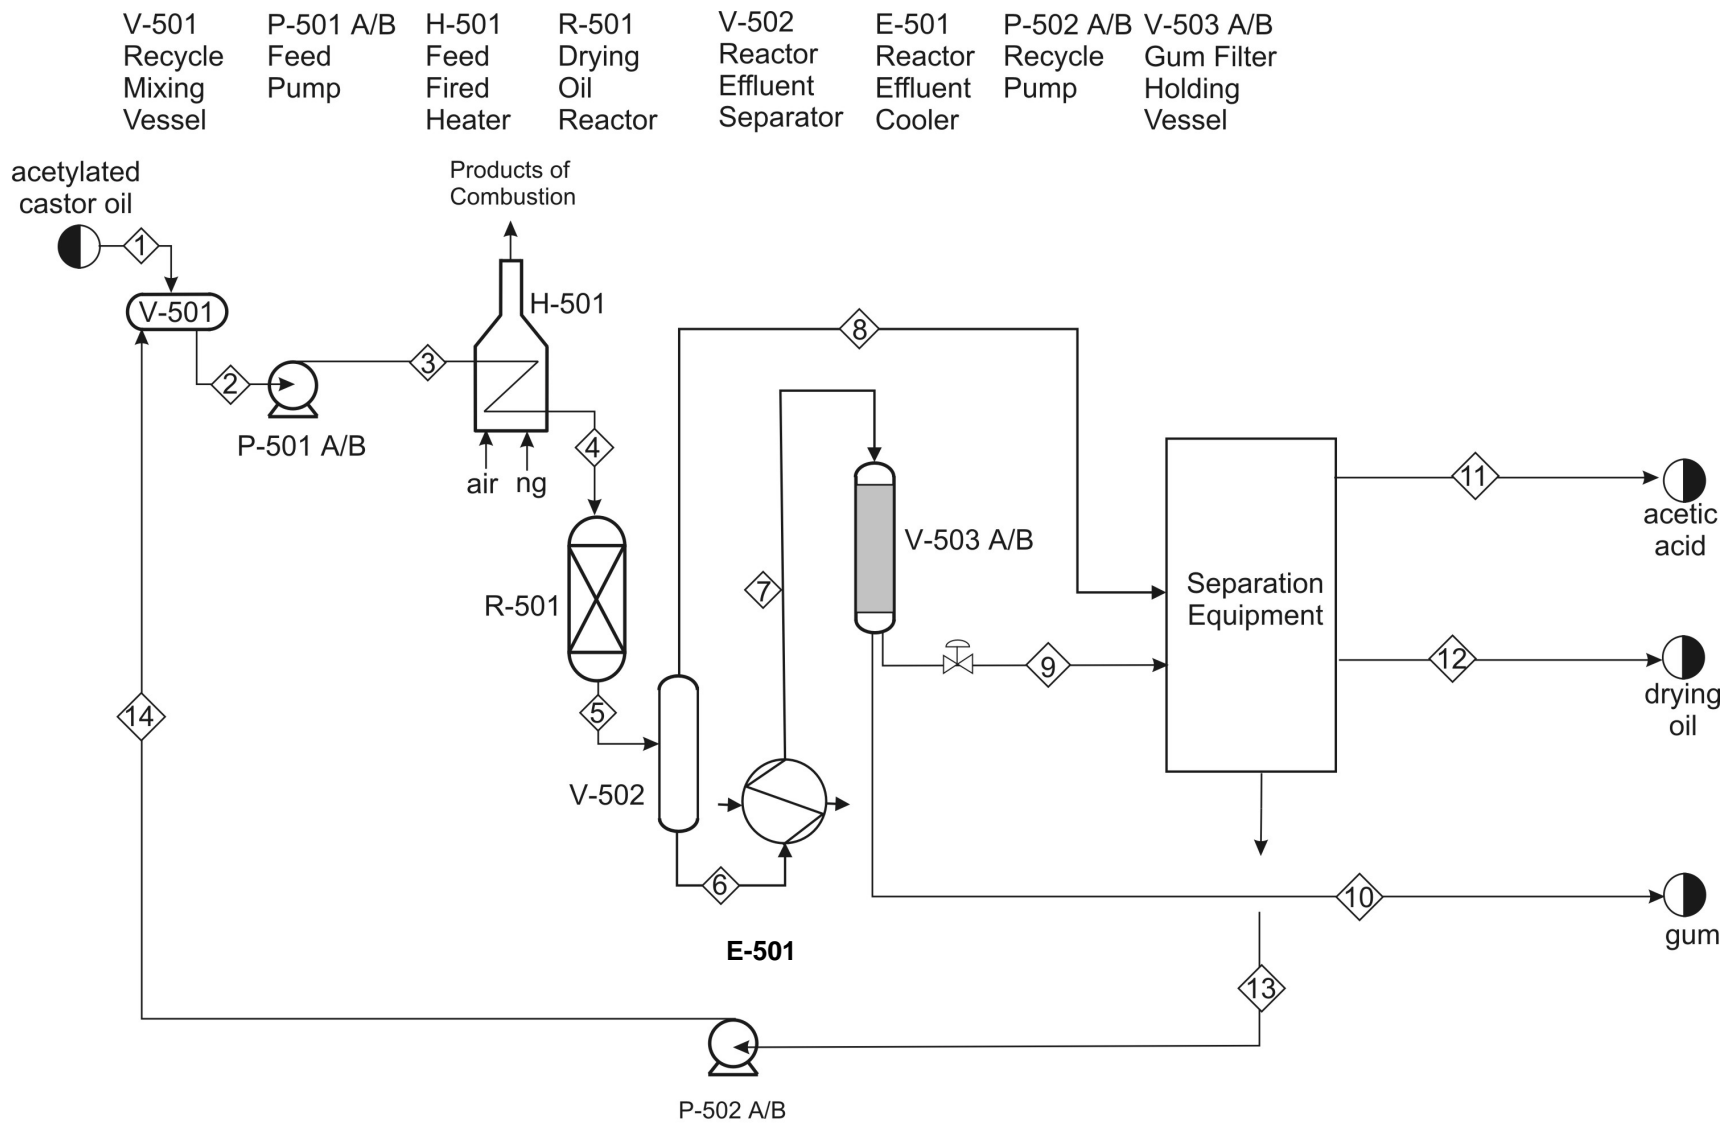 V-501
Recycle
Mixing
Vessel
P-501 A/B
Feed
Pump
H-501
Feed
Fired
Heater
R-501
Drying
Oil
Reactor
V-502
Reactor
Effluent
Separator
E-501
Reactor
Effluent
Cooler
P-502 A/B
Recycle
Pump
V-503 A/B
Gum Filter
Holding
Vessel
acetylated
castor oil
Products of
Combustion
1
V-501
H-501
2
3
P-501 A/B
4
air
ng
R-501
5
V-502
6
E-501
7
8
V-503 A/B
9
Separation
Equipment
11
acetic
acid
12
drying
oil
10
gum
13
14
P-502 A/B